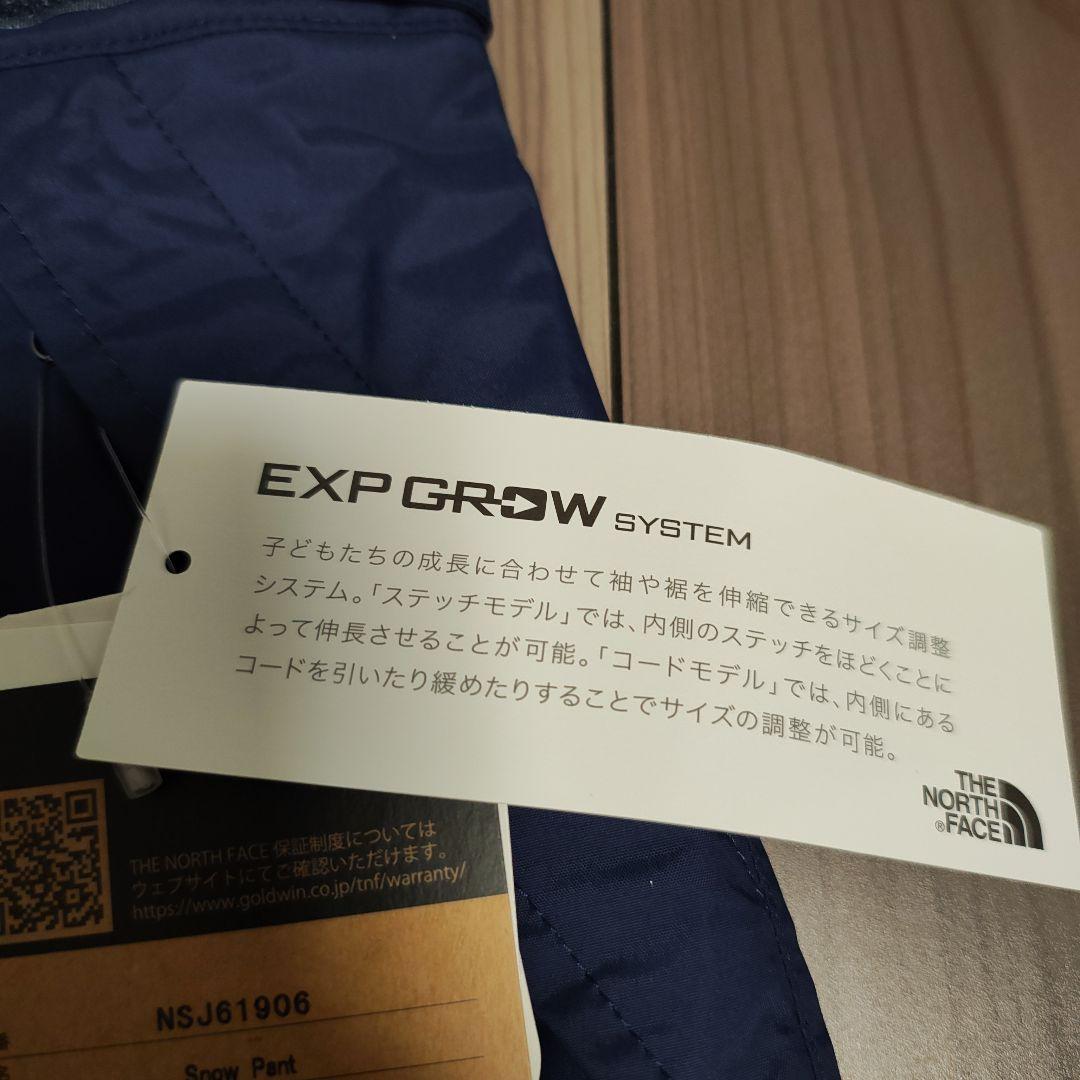 EXP GROW SYSTEM
子どもたちの成長に合わせて袖や裾を伸縮できるサイズ調整
システム。「ステッチモデル」では、内側のステッチをほどくことに
よって伸長させることが可能。「コードモデル」では、内側にある
コードを引いたり緩めたりすることでサイズの調整が可能。
THE
NORTH
®FACE
THE NORTH FACE 保証制度については
ウェブサイトにてご確認いただけます。
https://www.goldwin.co.jp/tnf/warranty/
NSJ61906
Snow Pant